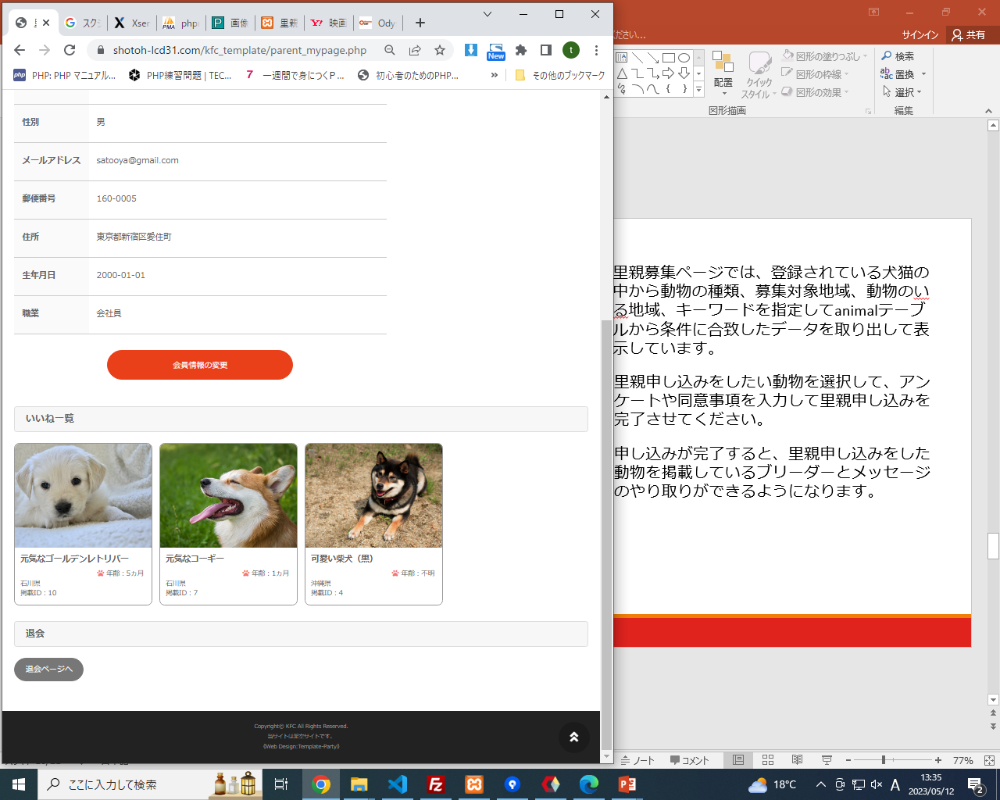 スク
Xser
php
画像
里親
映画
Ody
shotoh-lcd31.com/kfc_template/parent_mypage.php
New
t
PHP: PHP マニュアル...
PHP練習問題 | TEC...
一週間で身につくP...
初心者のためのPHP...
»
その他のブックマーク
性別 男
メールアドレス satooya@gmail.com
郵便番号 160-0005
住所 東京都新宿区愛住町
生年月日 2000-01-01
職業 会社員
会員情報の変更
いいね一覧
元気なゴールデンレトリバー
年齢：5ヵ月
石川県
掲載ID：10
元気なコーギー
年齢：1ヵ月
石川県
掲載ID：7
可愛い柴犬（黒）
年齢：不明
沖縄県
掲載ID：4
退会
退会ページへ
Copyright© KFC All Rights Reserved.
当サイトは架空サイトです。
《Web Design:Template-Party》
ください...
サインイン
共有
配置
クイック
スタイル
図形の塗りつぶし
図形の枠線
図形の効果
図形描画
検索
置換
選択
編集
里親募集ページでは、登録されている犬猫の
中から動物の種類、募集対象地域、動物のい
る地域、キーワードを指定してanimalテーブ
ルから条件に合致したデータを取り出して表
示しています。
里親申し込みをしたい動物を選択して、アン
ケートや同意事項を入力して里親申し込みを
完了させてください。
申し込みが完了すると、里親申し込みをした
動物を掲載しているブリーダーとメッセージ
のやり取りができるようになります。
ノート
コメント
77%
ここに入力して検索
18°C
A
13:35
2023/05/12
2